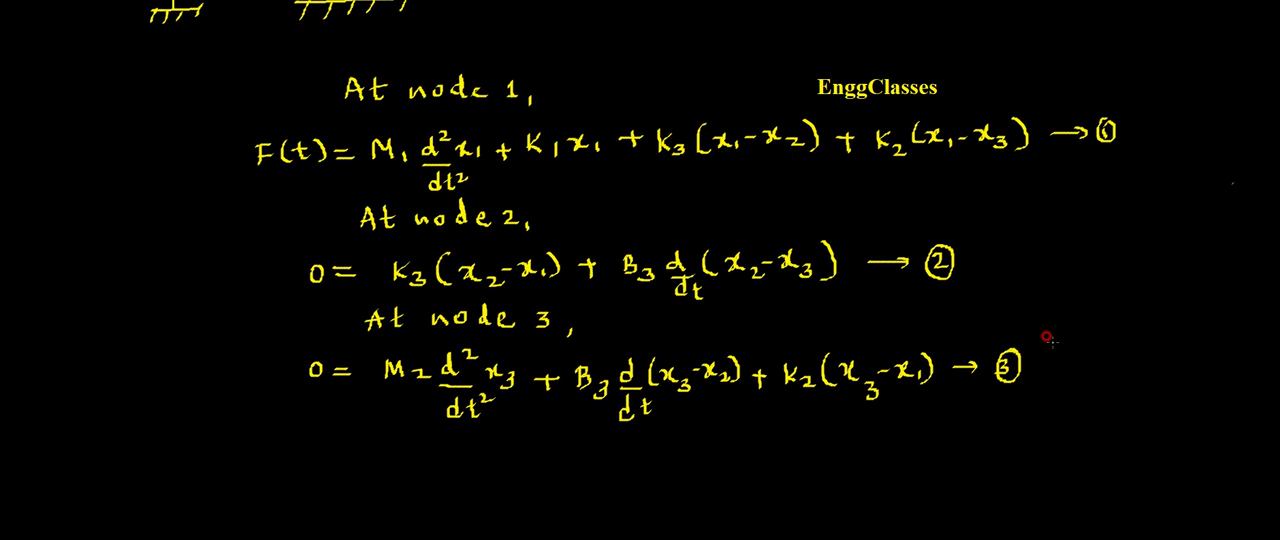 At node 1,
EnggClasses
F(t) = M₁ d²x₁/dt² + K₁x₁ + K₃(x₁-x₂) + K₂(x₁-x₃) → ①
At node 2,
0 = K₃(x₂-x₁) + B₃ d/dt (x₂-x₃) → ②
At node 3,
0 = M₂ d²x₃/dt² + B₃ d/dt (x₃-x₂) + K₂(x₃-x₁) → ③